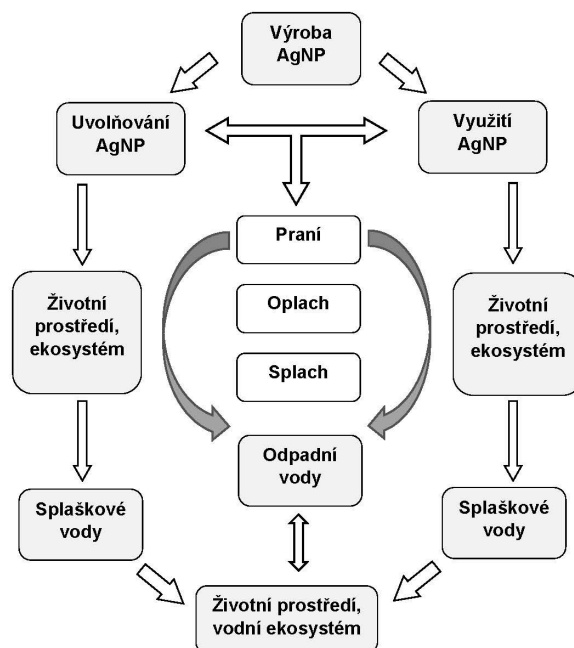 Výroba
AgNP
Uvolňování
AgNP
Využití
AgNP
Praní
Životní
prostředí,
ekosystém
Oplach
Životní
prostředí,
ekosystém
Splach
Odpadní
vody
Splaškové
vody
Splaškové
vody
Životní prostředí,
vodní ekosystém